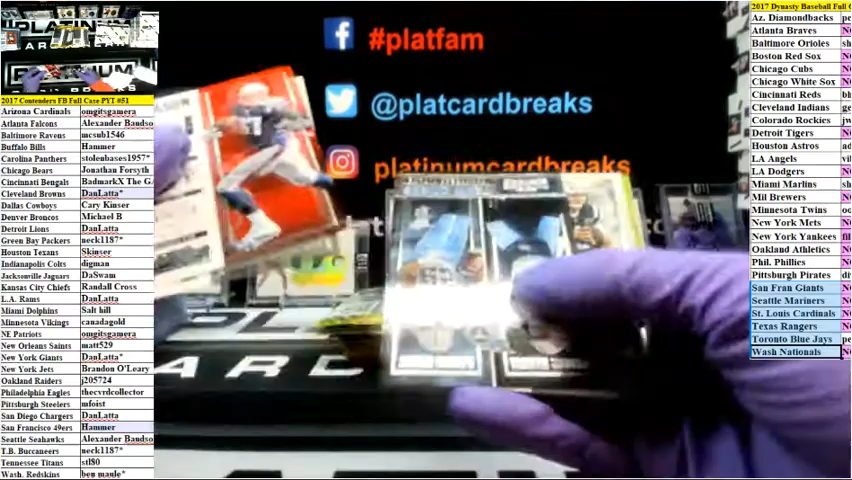 #platfam
@platcardbreaks
platinumcardbreaks
2017 Contenders FB Full Case PYT #51
Arizona Cardinals omgitsgamera
Atlanta Falcons Alexander Baudso
Baltimore Ravens mcsub1546
Buffalo Bills Hammer
Carolina Panthers stolenbases1957*
Chicago Bears Jonathan Forsyth
Cincinnati Bengals BadmarkX The G
Cleveland Browns DanLatta*
Dallas Cowboys Cary Kinser
Denver Broncos Michael B
Detroit Lions DanLatta
Green Bay Packers neck1187*
Houston Texans Skinser
Indianapolis Colts digman
Jacksonville Jaguars DaSwam
Kansas City Chiefs Randall Cross
L.A. Rams DanLatta
Miami Dolphins Salt hill
Minnesota Vikings canadagold
NE Patriots omgitsgamera
New Orleans Saints matt529
New York Giants DanLatta*
New York Jets Brandon O'Leary
Oakland Raiders j205724
Philadelphia Eagles thecvrdcollector
Pittsburgh Steelers mfoist
San Diego Chargers DanLatta
San Francisco 49ers Hammer
Seattle Seahawks Alexander Baudso
T.B. Buccaneers neck1187*
Tennessee Titans stl80
Wash. Redskins ben maule*
2017 Dynasty Baseball Full
Az. Diamondbacks pe
Atlanta Braves
Baltimore Orioles sh
Boston Red Sox
Chicago Cubs
Chicago White Sox
Cincinnati Reds
Cleveland Indians ge
Colorado Rockies jw
Detroit Tigers
Houston Astros ad
LA Angels
LA Dodgers
Miami Marlins sh
Mil Brewers
Minnesota Twins
New York Mets
New York Yankees
Oakland Athletics
Phil. Phillies
Pittsburgh Pirates
San Fran Giants
Seattle Mariners
St. Louis Cardinals
Texas Rangers
Toronto Blue Jays pe
Wash Nationals